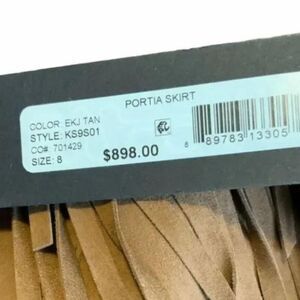 PORTIA SKIRT
COLOR: EKJ TAN
STYLE: KS9S01
CO#: 701429
SIZE: 8
$898.00
8 89783 13305